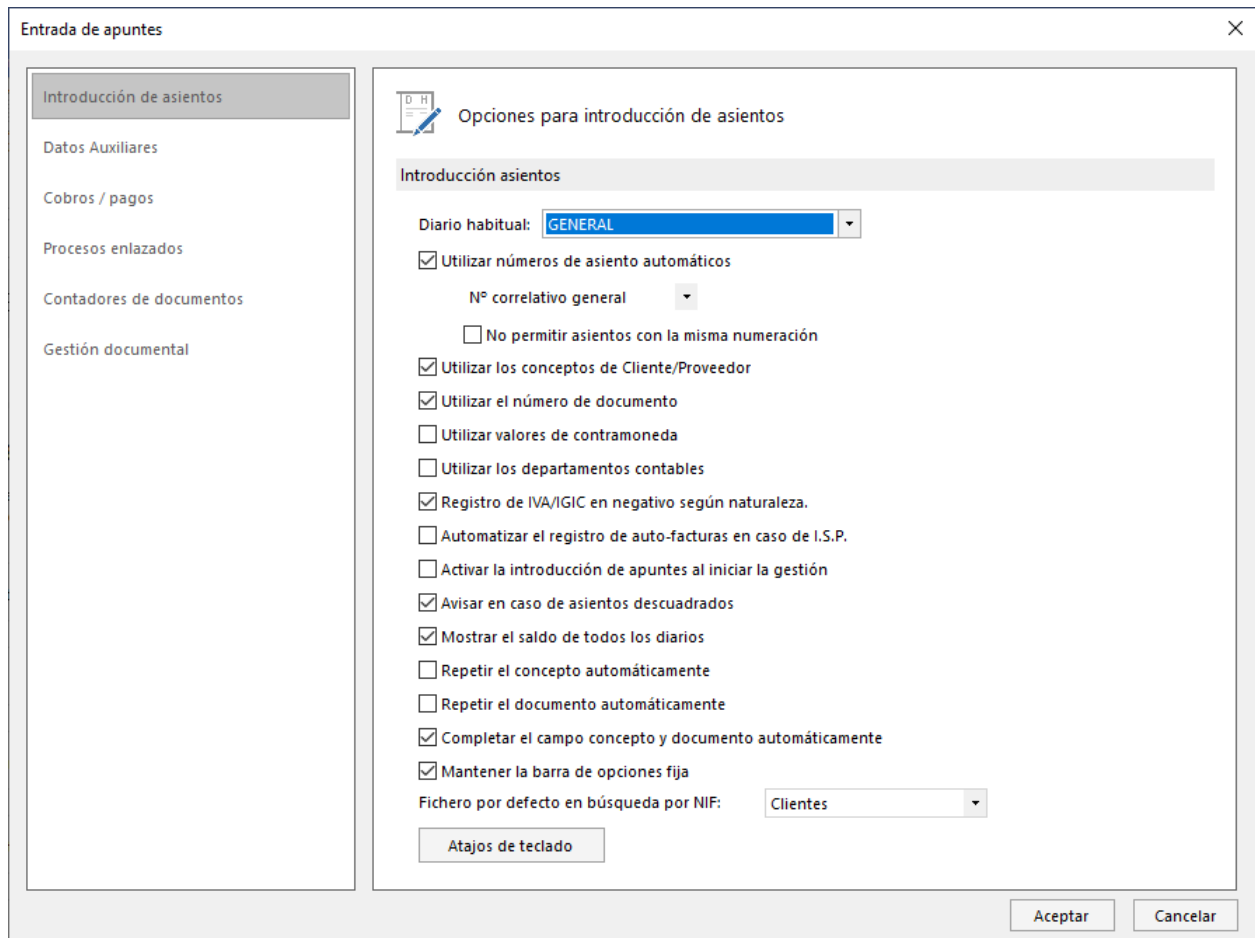 Entrada de apuntes
Introducción de asientos
Datos Auxiliares
Cobros / pagos
Procesos enlazados
Contadores de documentos
Gestión documental
D H
Opciones para introducción de asientos
Introducción asientos
Diario habitual: GENERAL
Utilizar números de asiento automáticos
Nº correlativo general
No permitir asientos con la misma numeración
Utilizar los conceptos de Cliente/Proveedor
Utilizar el número de documento
Utilizar valores de contramoneda
Utilizar los departamentos contables
Registro de IVA/IGIC en negativo según naturaleza.
Automatizar el registro de auto-facturas en caso de I.S.P.
Activar la introducción de apuntes al iniciar la gestión
Avisar en caso de asientos descuadrados
Mostrar el saldo de todos los diarios
Repetir el concepto automáticamente
Repetir el documento automáticamente
Completar el campo concepto y documento automáticamente
Mantener la barra de opciones fija
Fichero por defecto en búsqueda por NIF: Clientes
Atajos de teclado
Aceptar Cancelar